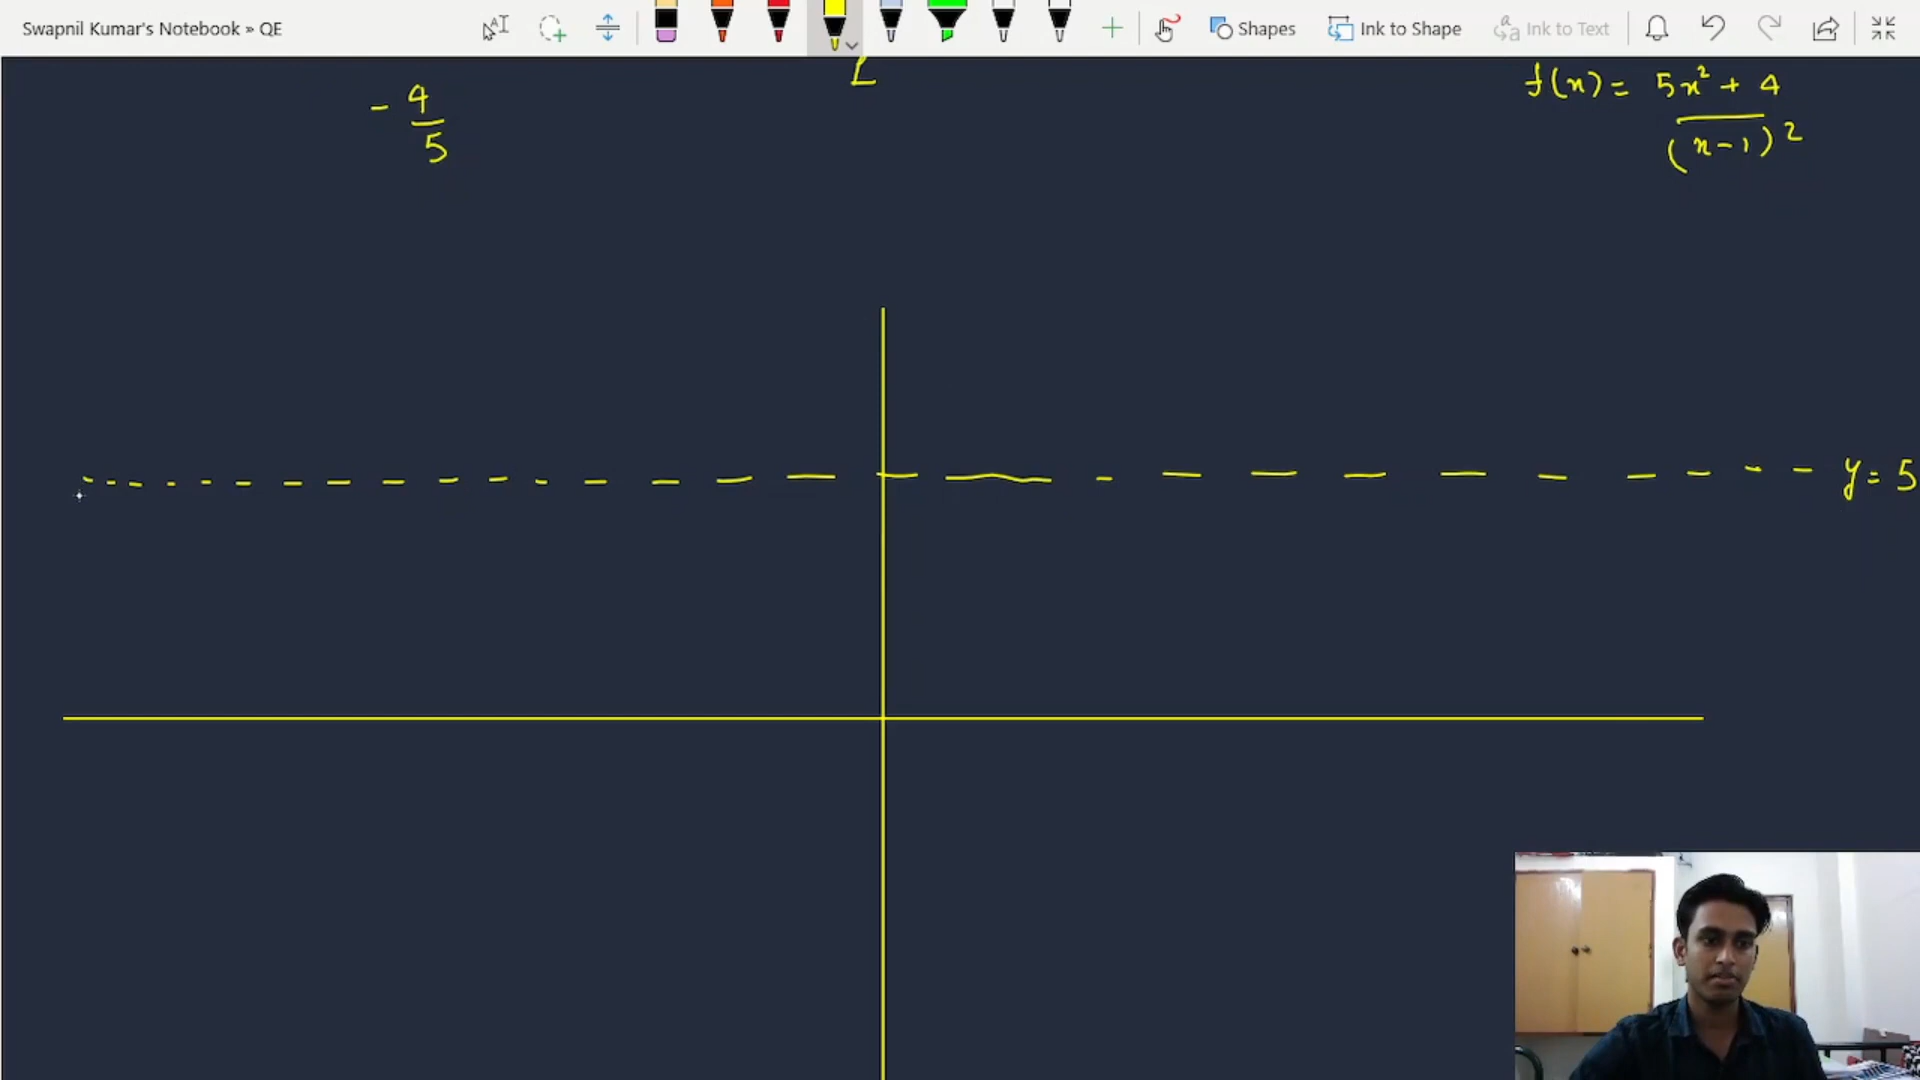 Swapnil Kumar's Notebook » QE
Shapes
Ink to Shape
Ink to Text
- 4/5
f(x) = 5x² + 4
(x-1)²
y = 5